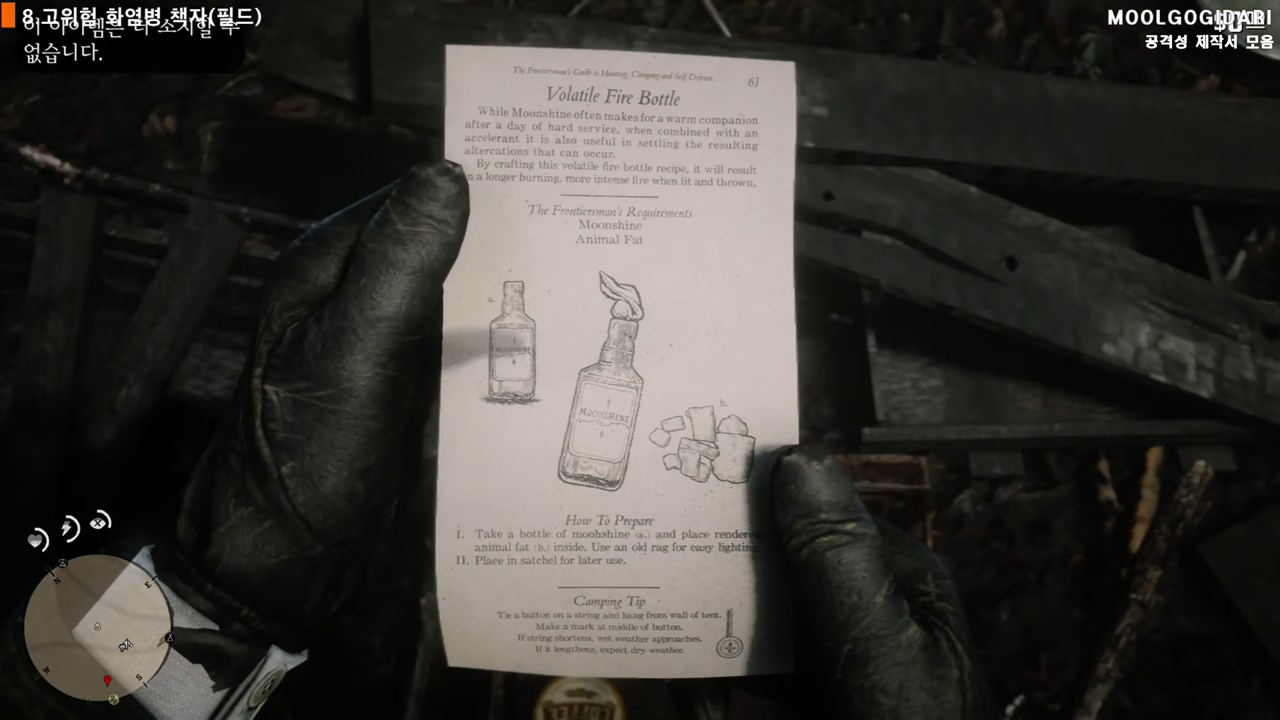 8.고위험 화염병 책자(필드)
이 아이템은 더 소지할 수
없습니다.
MOOLGOGIDARI
공격성 제작서 모음
The Frontiersman's Guide to Hunting, Camping and Self Defence.
61
Volatile Fire Bottle
While Moonshine often makes for a warm companion
after a day of hard service, when combined with an
accelerant it is also useful in settling the resulting
altercations that can occur.
By crafting this volatile fire bottle recipe, it will result
in a longer burning, more intense fire when lit and thrown.
The Frontiersman's Requirements
Moonshine
Animal Fat
a.
MOONSHINE
MOONSHINE
b.
How To Prepare
I. Take a bottle of moonshine (a.) and place rendered
animal fat (b.) inside. Use an old rag for easy lighting.
II. Place in satchel for later use.
Camping Tip
Tie a button on a string and hang from wall of tent.
Make a mark at middle of button.
If string shortens, wet weather approaches.
If it lengthens, expect dry weather.
N
E
W
S